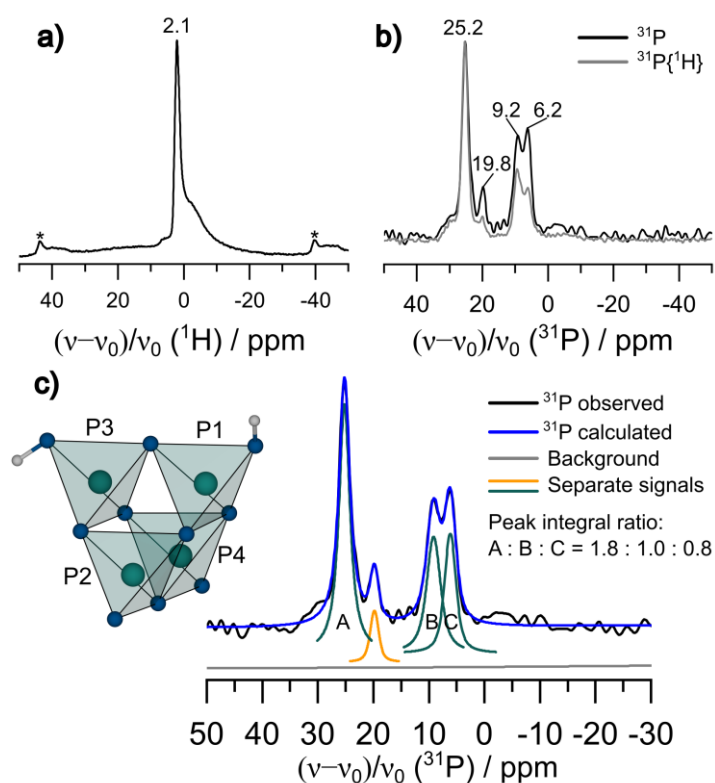 a)
2.1
*
*
40 20 0 -20 -40
(ν−ν₀)/ν₀ (¹H) / ppm
b)
25.2
³¹P
³¹P{¹H}
9.2
6.2
19.8
40 20 0 -20 -40
(ν−ν₀)/ν₀ (³¹P) / ppm
c)
P3
P1
P2
P4
³¹P observed
³¹P calculated
Background
Separate signals
Peak integral ratio:
A : B : C = 1.8 : 1.0 : 0.8
A
B
C
50 40 30 20 10 0 -10 -20 -30
(ν−ν₀)/ν₀ (³¹P) / ppm